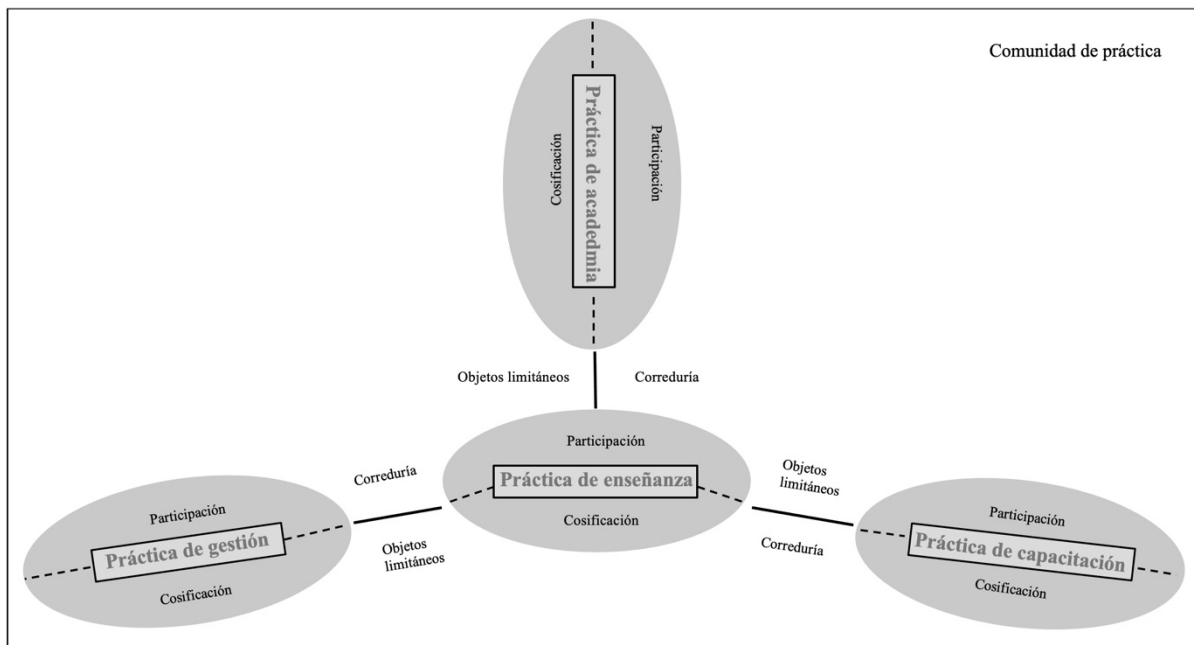 Comunidad de práctica
Cosificación
Práctica de acadedmia
Participación
Objetos limitáneos
Correduría
Participación
Práctica de enseñanza
Cosificación
Correduría
Objetos
limitáneos
Objetos
limitáneos
Correduría
Participación
Práctica de gestión
Cosificación
Participación
Práctica de capacitación
Cosificación